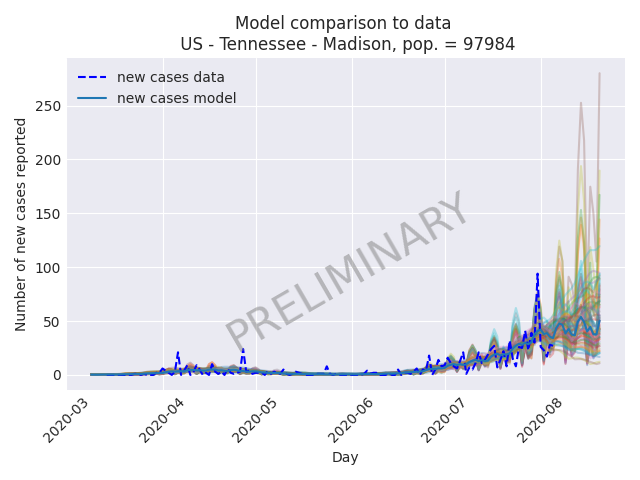 Model comparison to data
US - Tennessee - Madison, pop. = 97984
new cases data
new cases model
Number of new cases reported
250
200
150
100
50
0
PRELIMINARY
2020-03
2020-04
2020-05
2020-06
2020-07
2020-08
Day